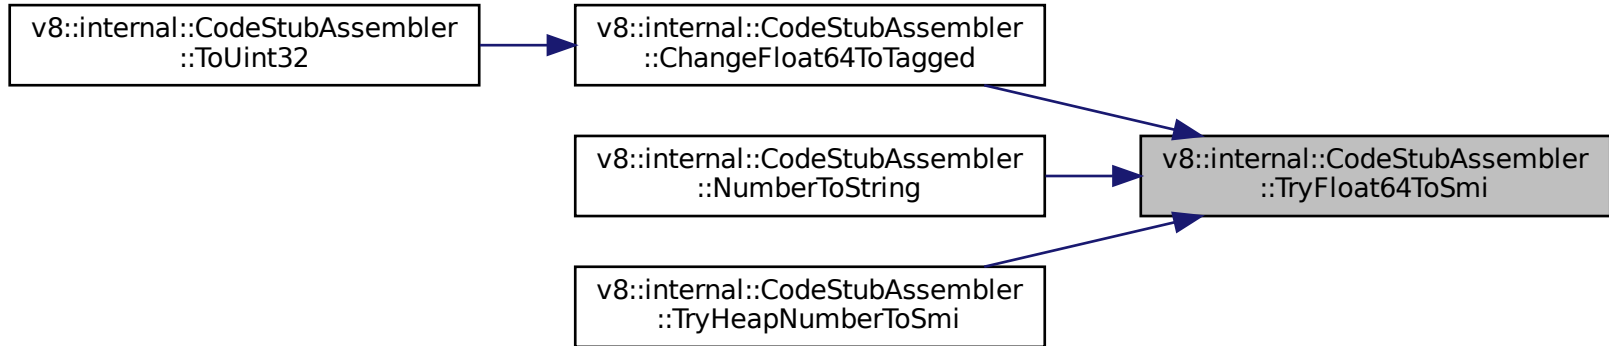 v8::internal::CodeStubAssembler
::ToUint32
v8::internal::CodeStubAssembler
::ChangeFloat64ToTagged
v8::internal::CodeStubAssembler
::NumberToString
v8::internal::CodeStubAssembler
::TryHeapNumberToSmi
v8::internal::CodeStubAssembler
::TryFloat64ToSmi